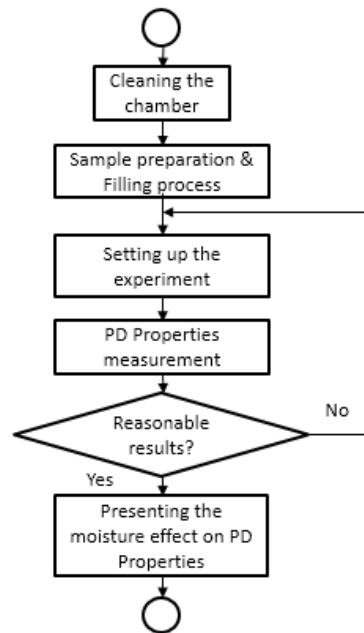 Cleaning the
chamber
Sample preparation &
Filling process
Setting up the
experiment
PD Properties
measurement
Reasonable
results?
No
Yes
Presenting the
moisture effect on PD
Properties